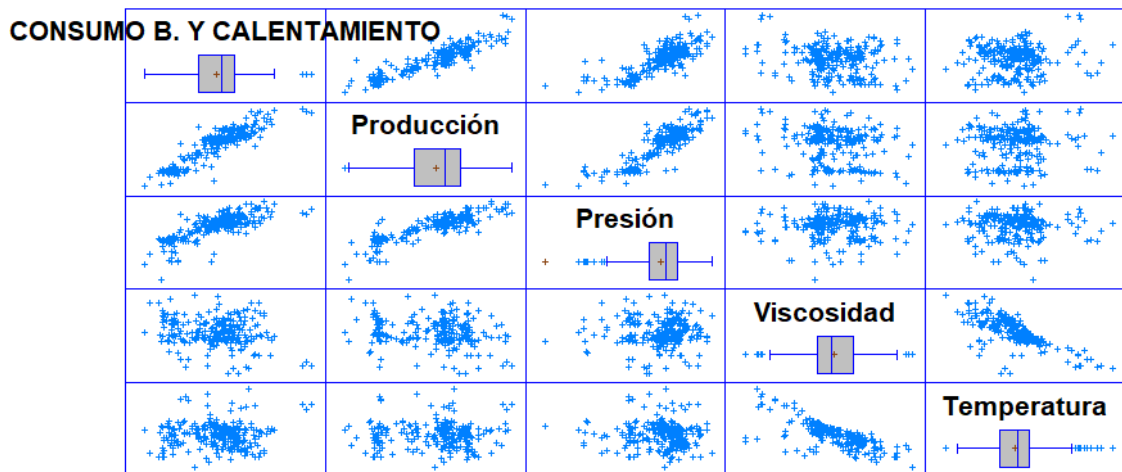 CONSUMO B. Y CALENTAMIENTO
Producción
Presión
Viscosidad
Temperatura